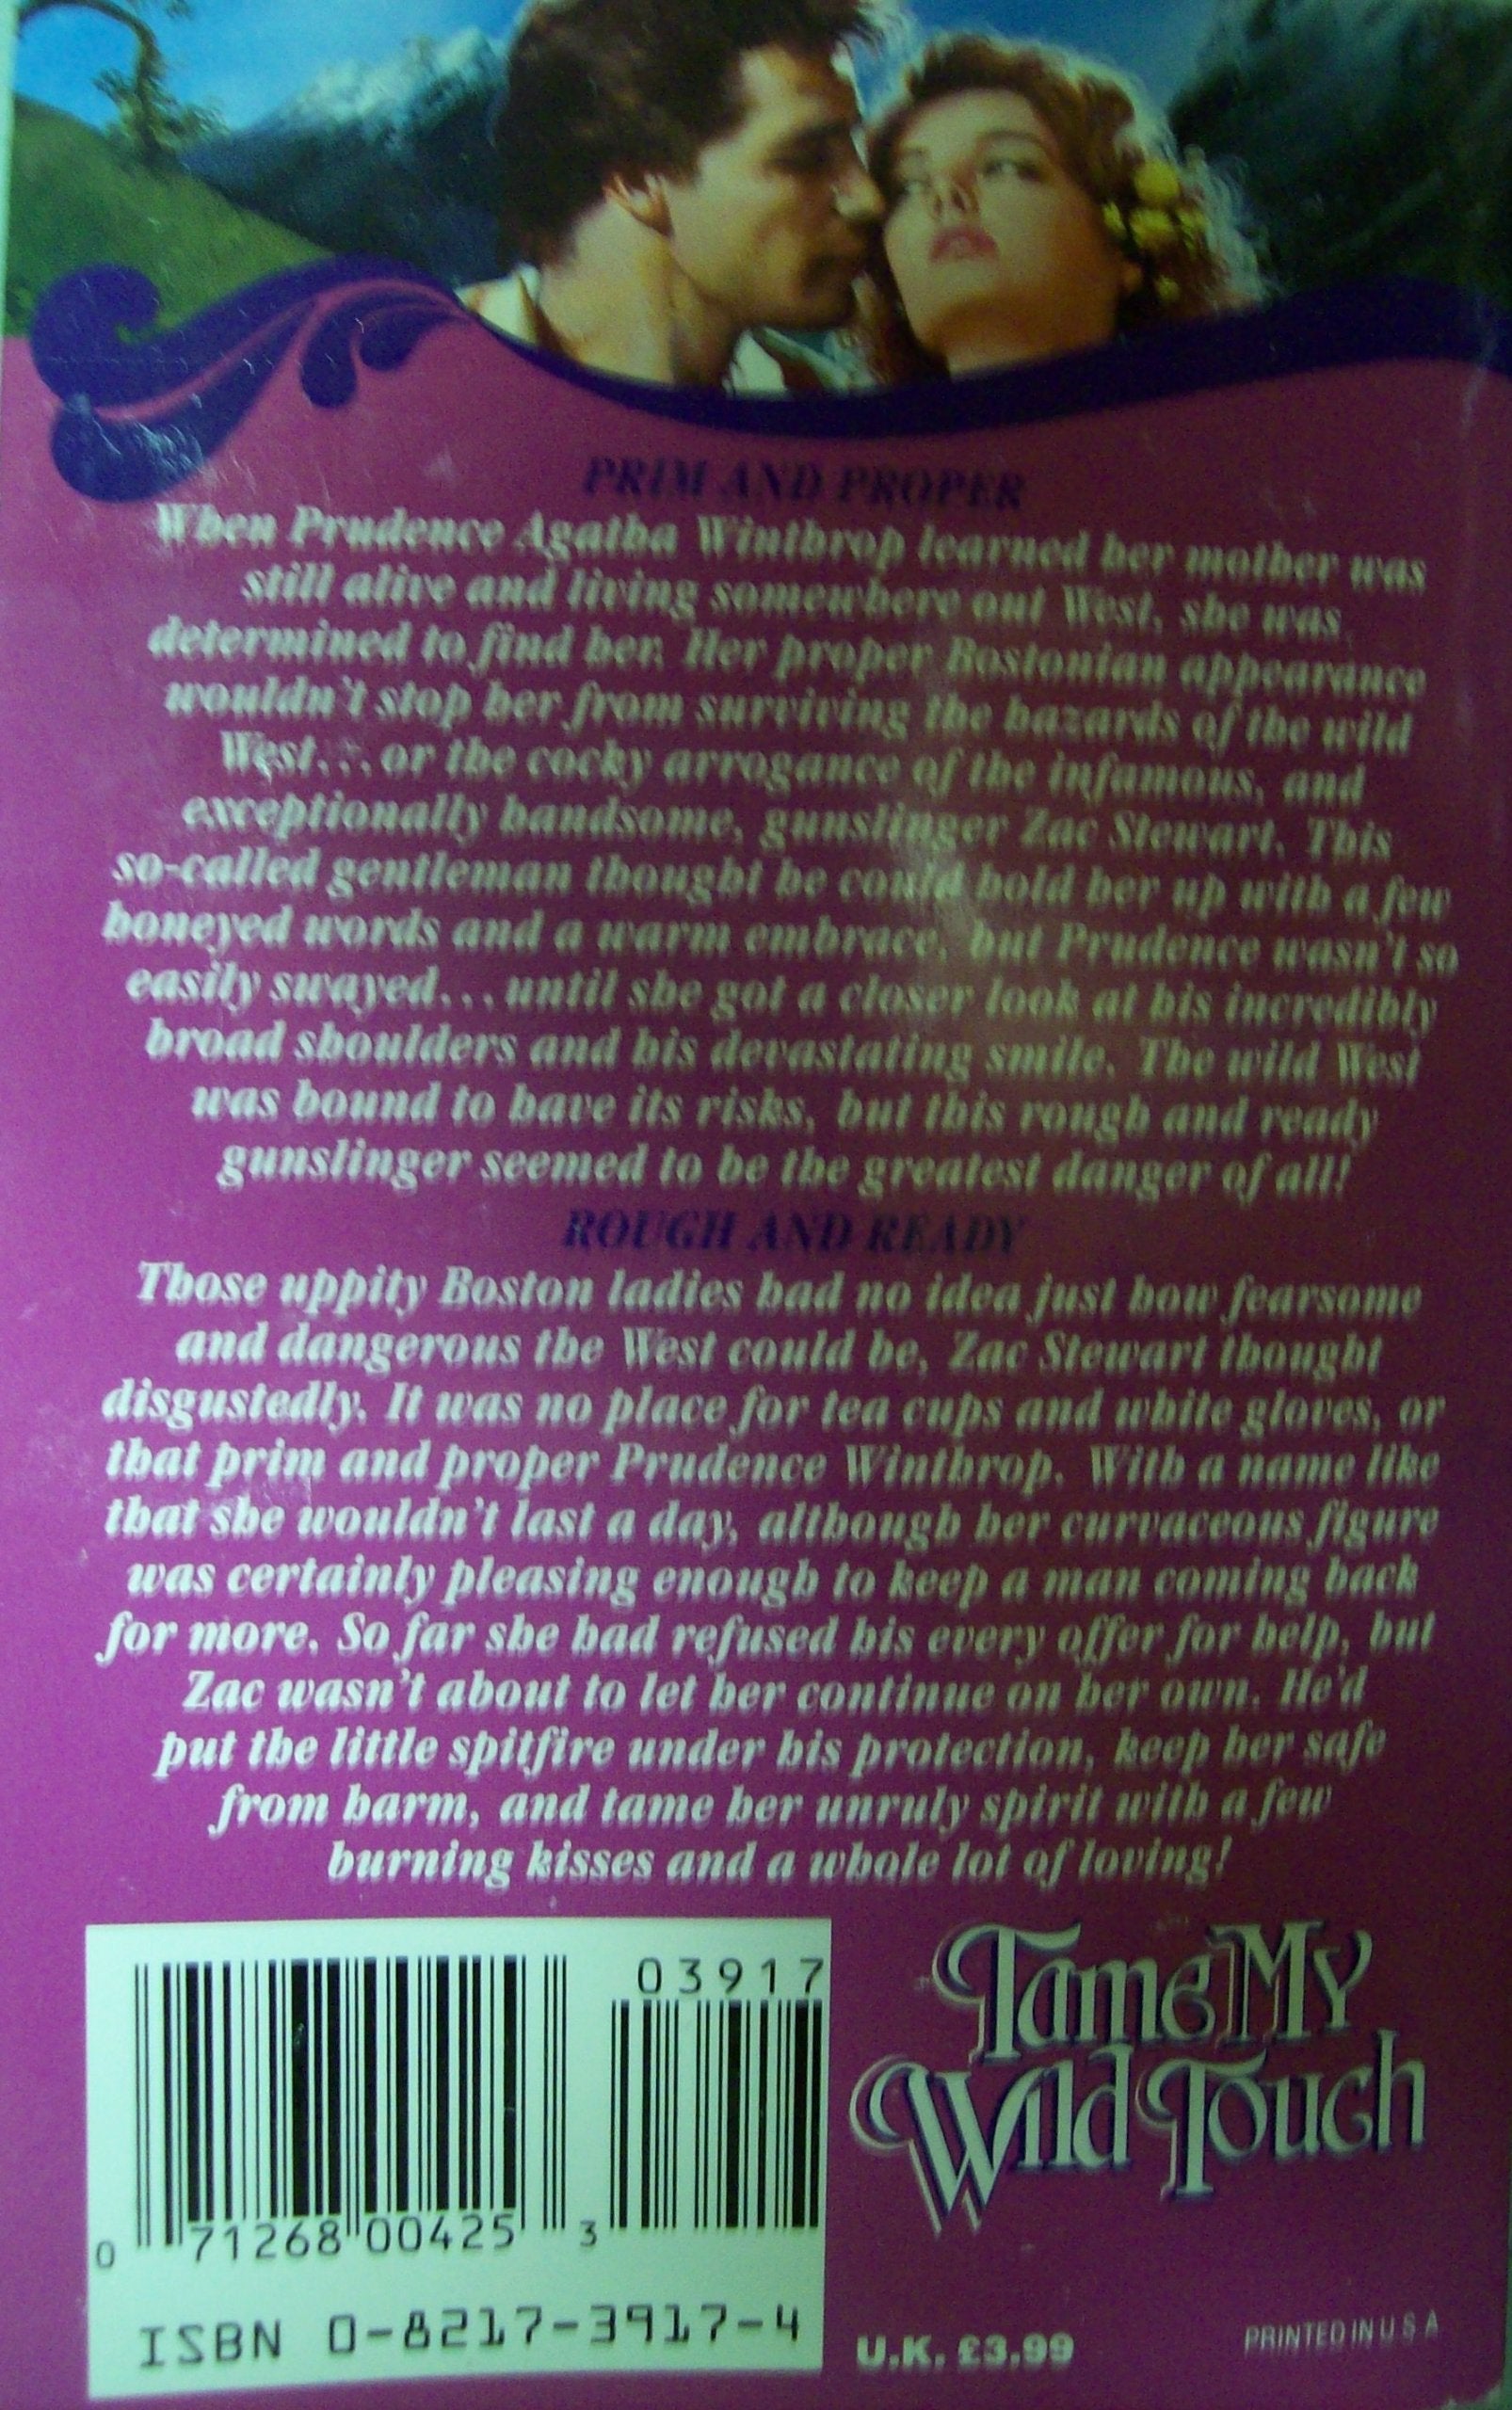 PRIM AND PROPER
When Prudence Agatha Winthrop learned her mother was
still alive and living somewhere out West, she was
determined to find her. Her proper Bostonian appearance
wouldn't stop her from surviving the hazards of the wild
West...or the cocky arrogance of the infamous, and
exceptionally handsome, gunslinger Zac Stewart. This
so-called gentleman thought he could hold her up with a few
honeyed words and a warm embrace, but Prudence wasn't so
easily swayed...until she got a closer look at his incredibly
broad shoulders and his devastating smile. The wild West
was bound to have its risks, but this rough and ready
gunslinger seemed to be the greatest danger of all!
ROUGH AND READY
Those uppity Boston ladies had no idea just how fearsome
and dangerous the West could be, Zac Stewart thought
disgustedly. It was no place for tea cups and white gloves, or
that prim and proper Prudence Winthrop. With a name like
that she wouldn't last a day, although her curvaceous figure
was certainly pleasing enough to keep a man coming back
for more. So far she had refused his every offer for help, but
Zac wasn't about to let her continue on her own. He'd
put the little spitfire under his protection, keep her safe
from harm, and tame her unruly spirit with a few
burning kisses and a whole lot of loving!
03917
0 71268 00425 3
ISBN 0-8217-3917-4
Tame My
Wild Touch
U.K. £3.99
PRINTED IN U S A